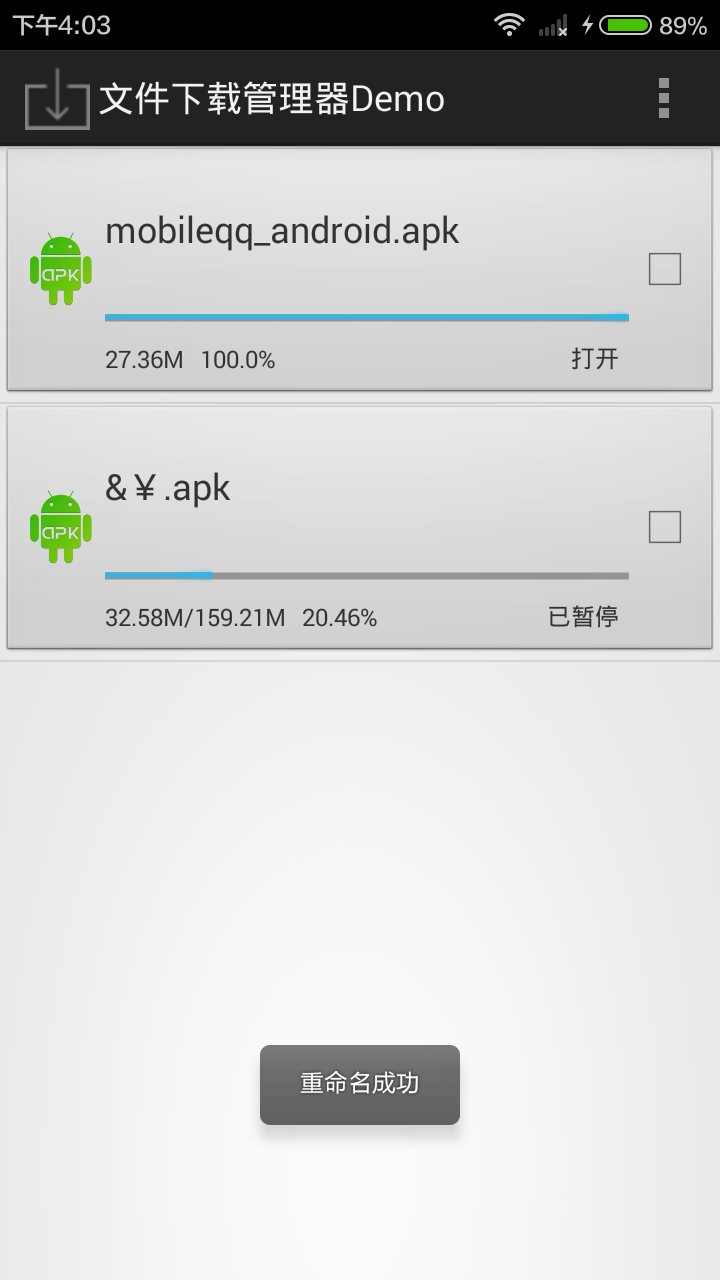 下午4:03 89%
文件下载管理器Demo
mobileqq_android.apk
APK
27.36M 100.0% 打开
&￥.apk
APK
32.58M/159.21M 20.46% 已暂停
重命名成功